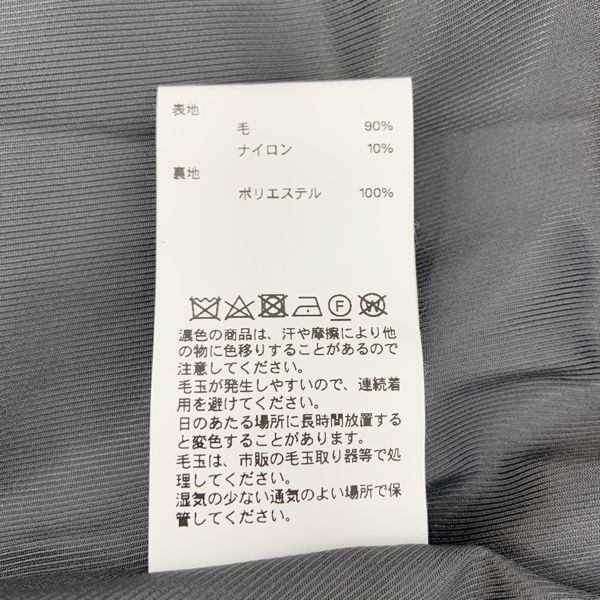 表地
毛 90%
ナイロン 10%
裏地
ポリエステル 100%
F W
濃色の商品は、汗や摩擦により他
の物に色移りすることがあるので
注意してください。
毛玉が発生しやすいので、連続着
用を避けてください。
日のあたる場所に長時間放置する
と変色することがあります。
毛玉は、市販の毛玉取り器等で処
理してください。
湿気の少ない通気のよい場所で保
管してください。